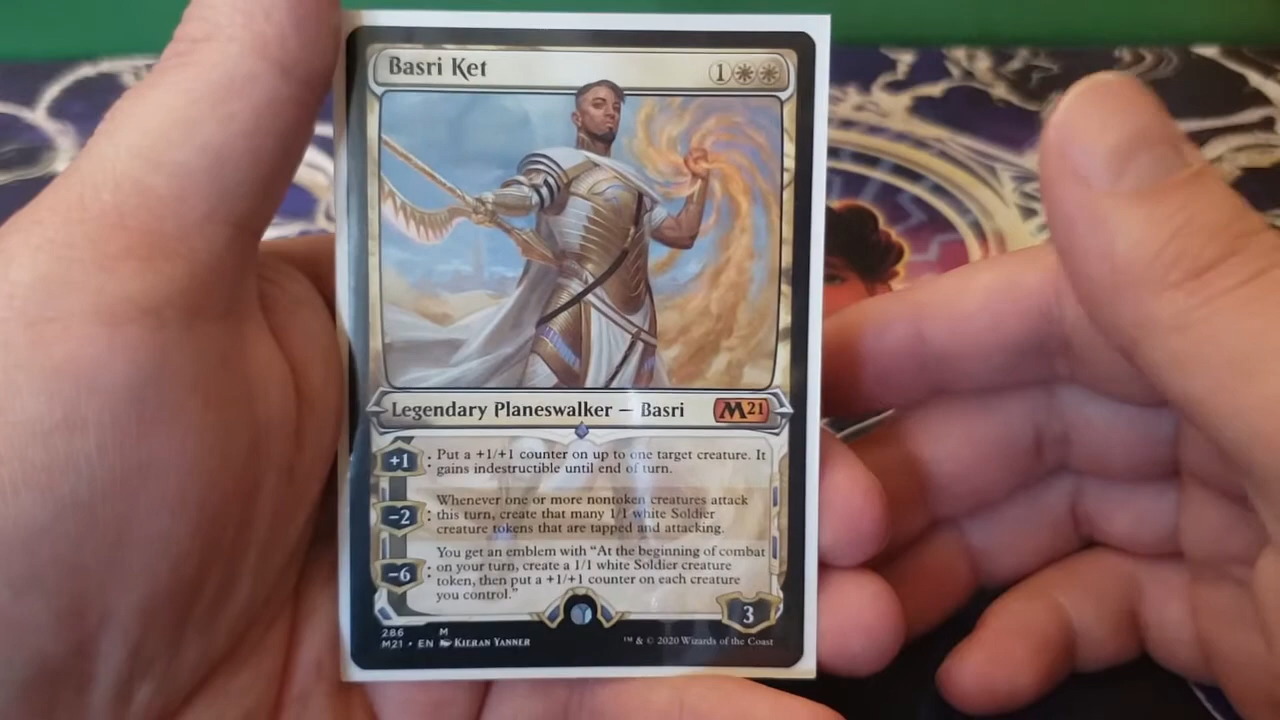 Basri Ket 1
Legendary Planeswalker — Basri M21
+1 : Put a +1/+1 counter on up to one target creature. It
gains indestructible until end of turn.
Whenever one or more nontoken creatures attack
−2 : this turn, create that many 1/1 white Soldier
creature tokens that are tapped and attacking.
You get an emblem with “At the beginning of combat
−6 : on your turn, create a 1/1 white Soldier creature
token, then put a +1/+1 counter on each creature
you control.”
3
286 M
M21 • EN Kieran Yanner
™ & © 2020 Wizards of the Coast